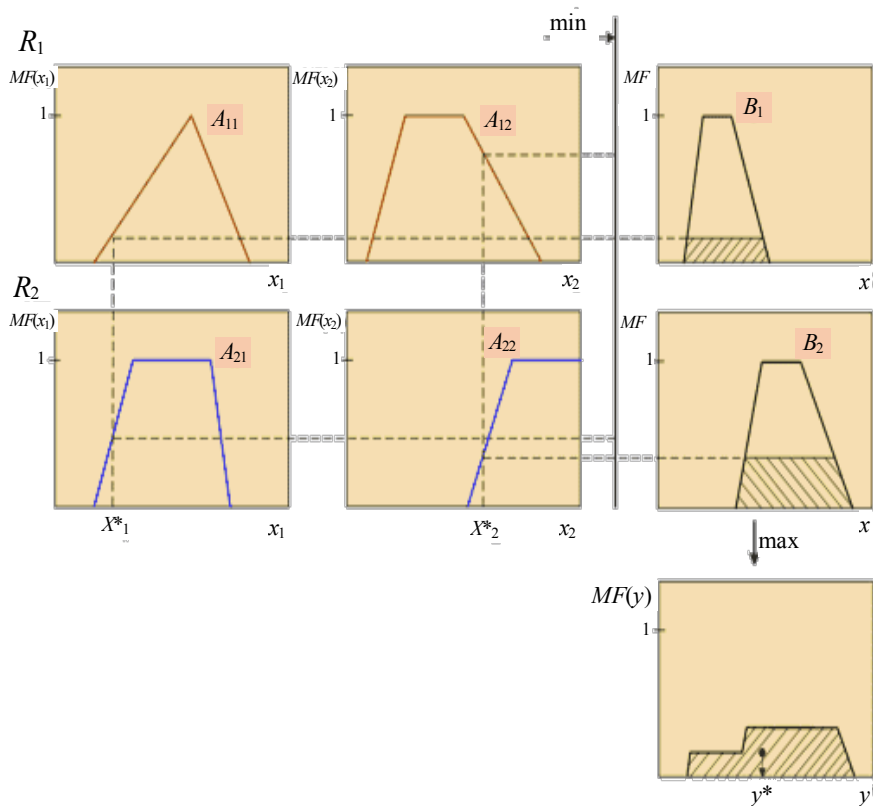 min
R1
MF(x1)
MF(x2)
MF
1
A11
1
A12
1
B1
x1
x2
x
R2
MF(x1)
MF(x2)
MF
1
A21
1
A22
1
B2
X*1
x1
X*2
x2
x
max
MF(y)
1
y*
y